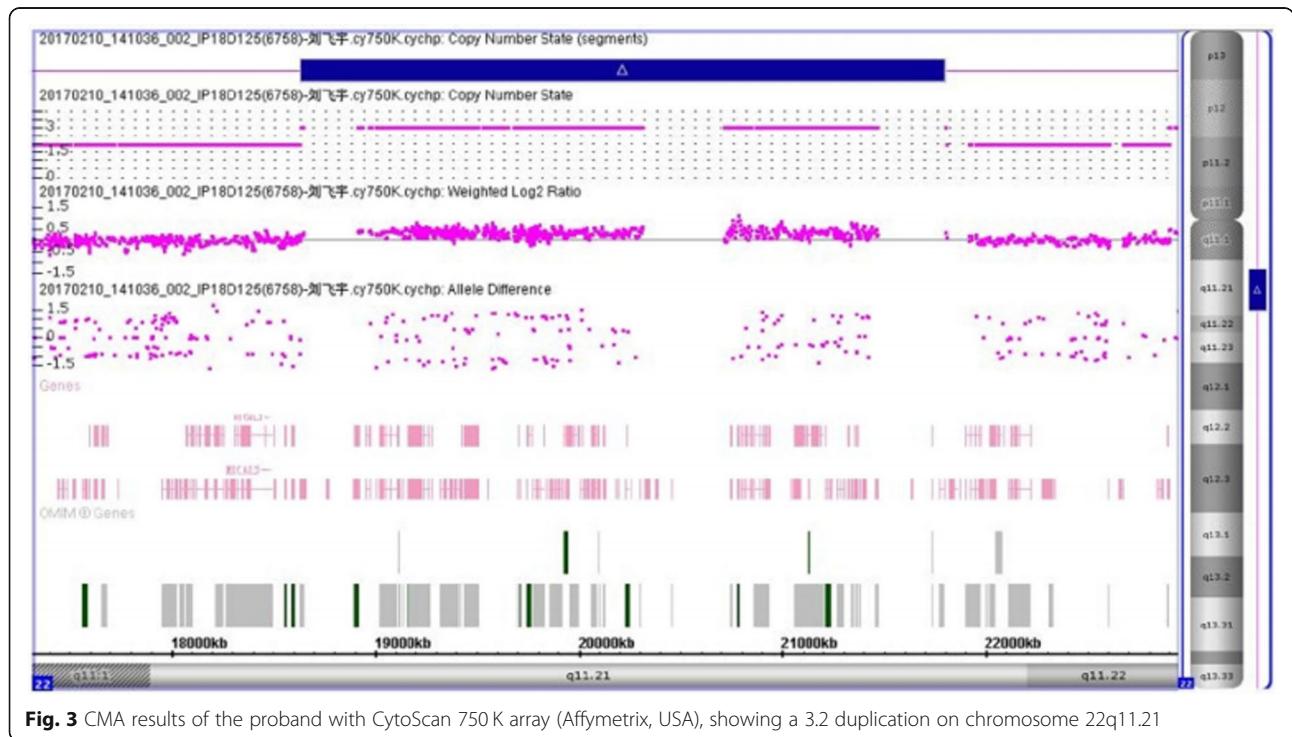 20170210_141036_002_IP18D125(6758)-刘飞宇.cy750K.cychp: Copy Number State (segments)
20170210_141036_002_IP18D125(6758)-刘飞宇.cy750K.cychp: Copy Number State
3
1.5
0
20170210_141036_002_IP18D125(6758)-刘飞宇.cy750K.cychp: Weighted Log2 Ratio
1.5
0.5
-0.5
-1.5
20170210_141036_002_IP18D125(6758)-刘飞宇.cy750K.cychp: Allele Difference
1.5
0
-1.5
Genes
OMIM ® Genes
18000kb 19000kb 20000kb 21000kb 22000kb
22 q11.1 q11.21 q11.22 22
p13
p12
p11.2
p11.1
q11.1
q11.21
q11.22
q11.23
q12.1
q12.2
q12.3
q13.1
q13.2
q13.31
q13.33
Fig. 3 CMA results of the proband with CytoScan 750 K array (Affymetrix, USA), showing a 3.2 duplication on chromosome 22q11.21